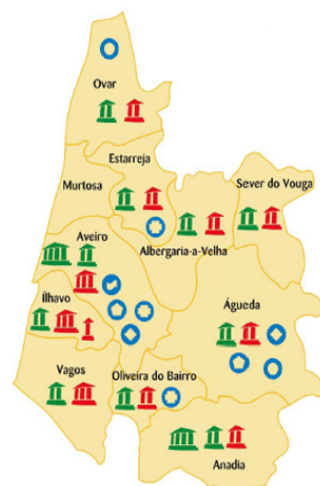 Ovar
Estarreja
Murtosa
Sever do Vouga
Aveiro
Albergaria-a-Velha
Ílhavo
Águeda
Vagos
Oliveira do Bairro
Anadia